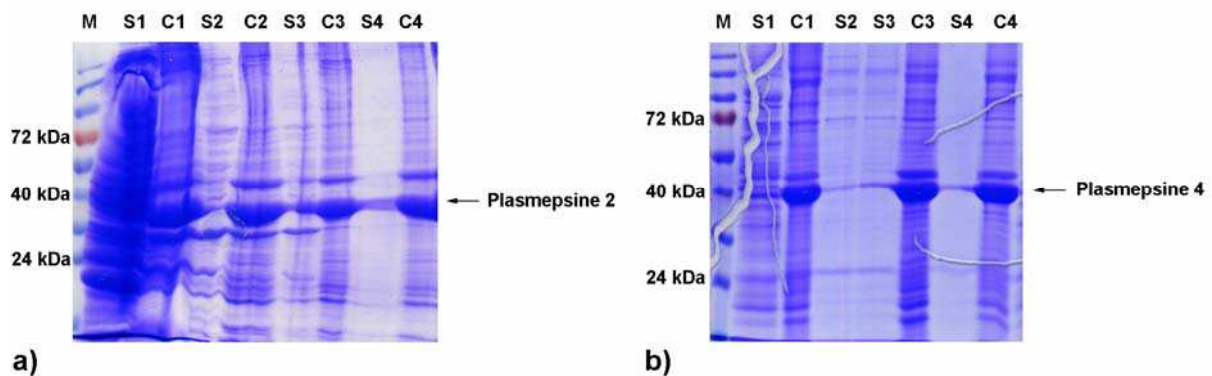 M S1 C1 S2 C2 S3 C3 S4 C4
72 kDa
40 kDa
24 kDa
Plasmepsine 2
a)
M S1 C1 S2 S3 C3 S4 C4
72 kDa
40 kDa
24 kDa
Plasmepsine 4
b)